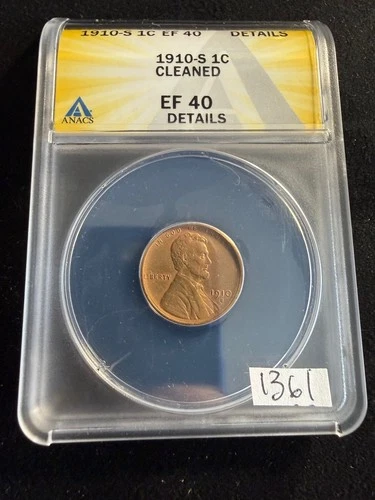 1910-S 1C EF 40 DETAILS
1910-S 1C
CLEANED
EF 40
DETAILS
ANACS
LIBERTY
1910
1361